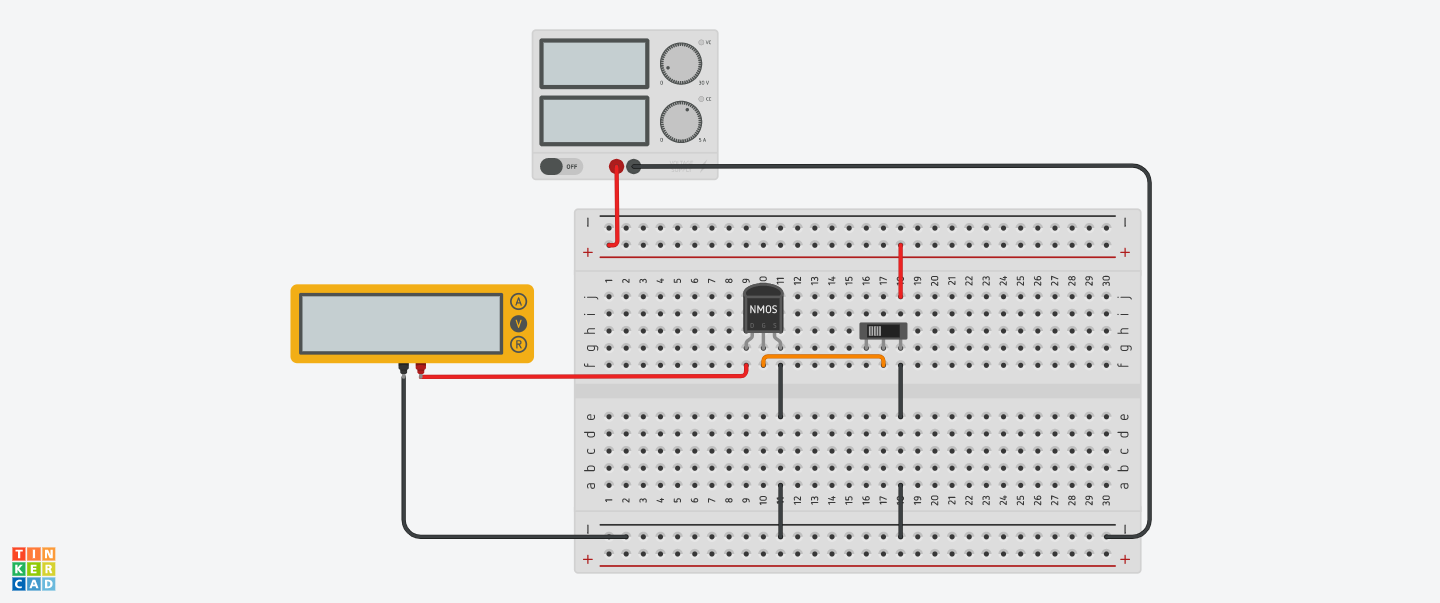 VC
0 30 V
CC
0 5 A
OFF
A
V
R
− −
+ +
1 2 3 4 5 6 7 8 9 10 11 12 13 14 15 16 17 18 19 20 21 22 23 24 25 26 27 28 29 30
j j
i i
h h
g g
f f
NMOS
D G S
e e
d d
c c
b b
a a
1 2 3 4 5 6 7 8 9 10 11 12 13 14 15 16 17 18 19 20 21 22 23 24 25 26 27 28 29 30
− −
+ +
TIN
KER
CAD